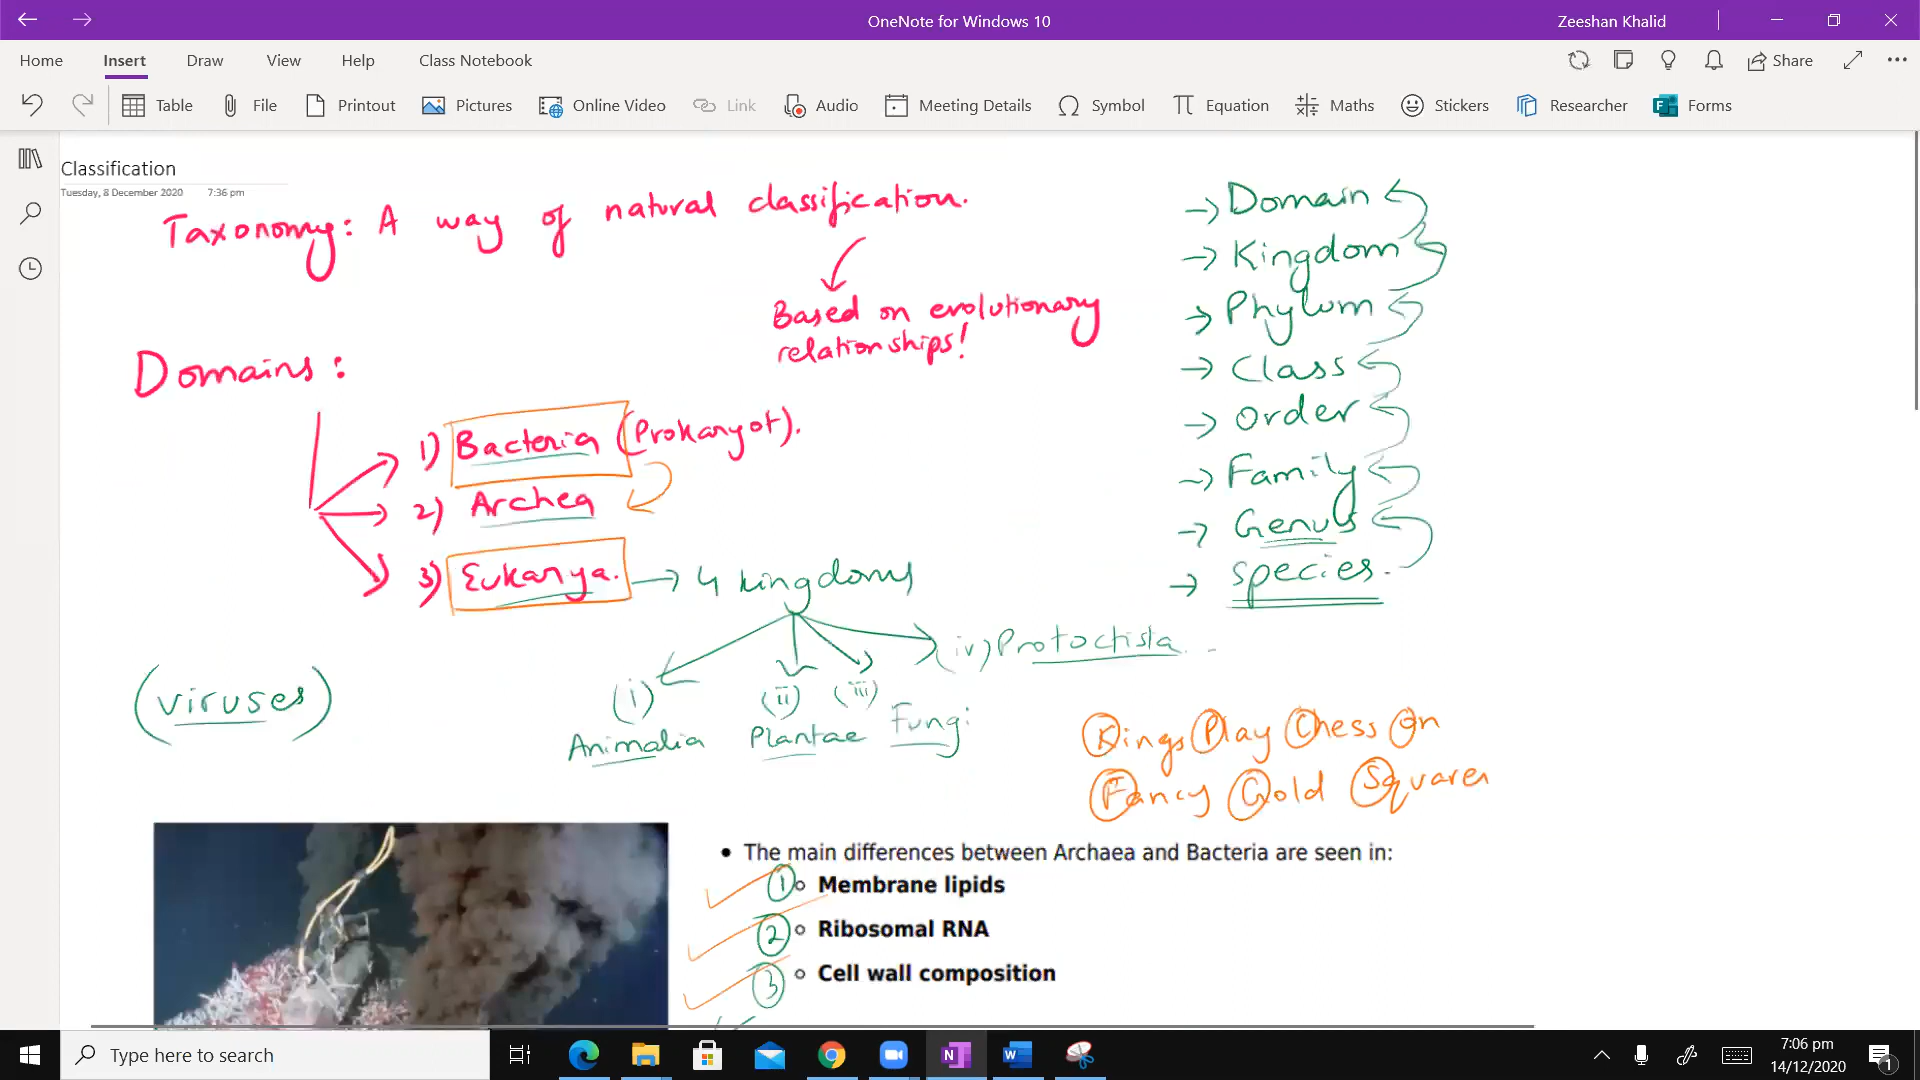 OneNote for Windows 10
Zeeshan Khalid
Home Insert Draw View Help Class Notebook
Share
Table File Printout Pictures Online Video Link Audio Meeting Details Symbol Equation Maths Stickers Researcher Forms
Classification
Tuesday, 8 December 2020 7:36 pm
Taxonomy: A way of natural classification.
Based on evolutionary
relationships!
Domains:
1) Bacteria (Prokaryot).
2) Archea
3) Eukarya. → 4 kingdoms
(i) Animalia
(ii) Plantae
(iii) Fungi
(iv) Protoctista
(viruses)
→ Domain
→ Kingdom
→ Phylum
→ Class
→ Order
→ Family
→ Genus
→ Species.
Kings Play Chess On
Fancy Gold Squares
• The main differences between Archaea and Bacteria are seen in:
① Membrane lipids
② Ribosomal RNA
③ Cell wall composition
Type here to search
7:06 pm
14/12/2020
1